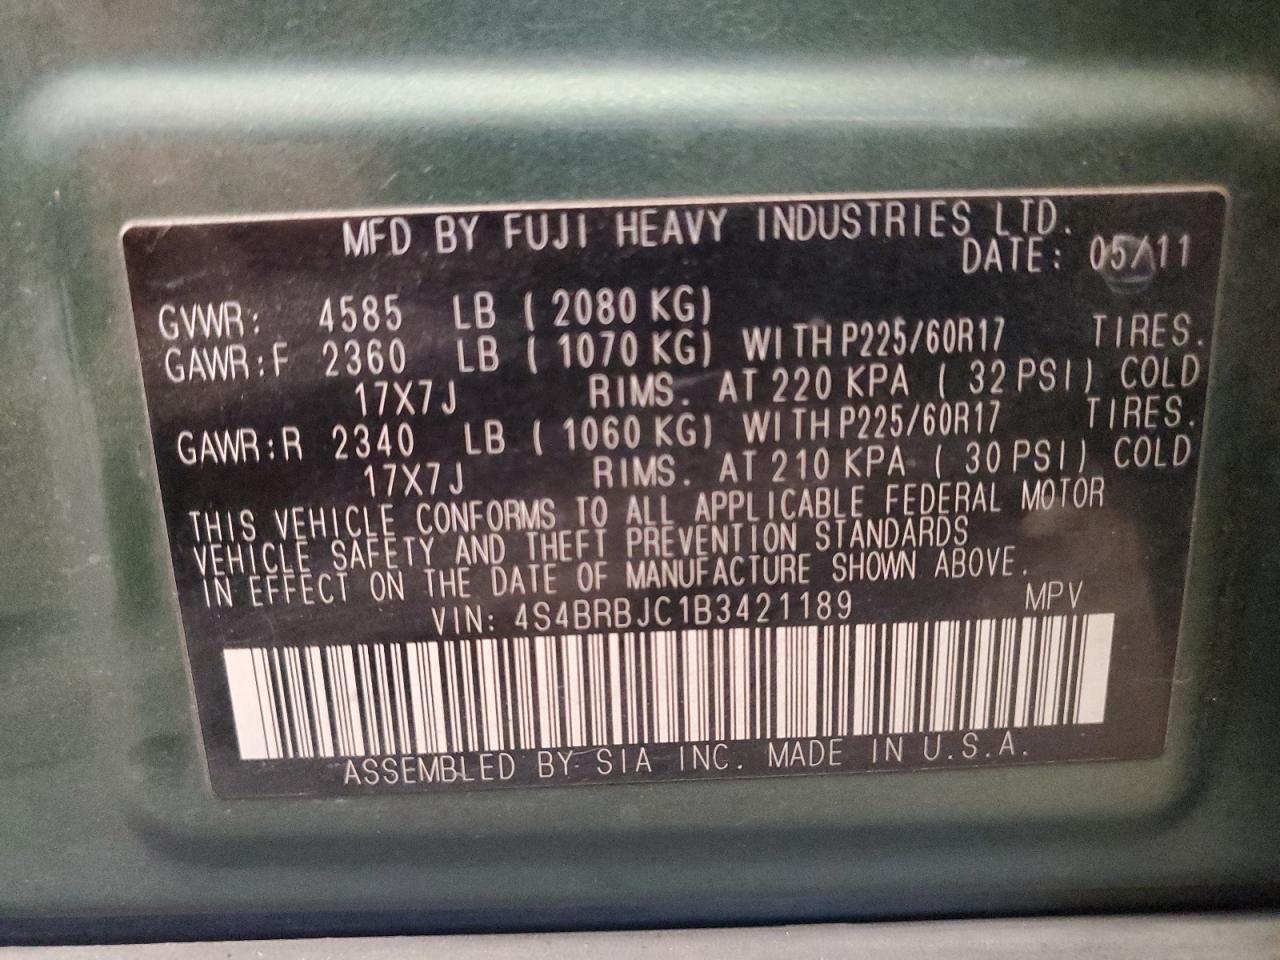 MFD BY FUJI HEAVY INDUSTRIES LTD.
DATE: 05/11
GVWR: 4585 LB ( 2080 KG)
GAWR:F 2360 LB ( 1070 KG) WITH P225/60R17 TIRES.
17X7J RIMS. AT 220 KPA ( 32 PSI) COLD
GAWR:R 2340 LB ( 1060 KG) WITH P225/60R17 TIRES.
17X7J RIMS. AT 210 KPA ( 30 PSI) COLD
THIS VEHICLE CONFORMS TO ALL APPLICABLE FEDERAL MOTOR
VEHICLE SAFETY AND THEFT PREVENTION STANDARDS
IN EFFECT ON THE DATE OF MANUFACTURE SHOWN ABOVE.
VIN: 4S4BRBJC1B3421189 MPV
ASSEMBLED BY SIA INC. MADE IN U.S.A.